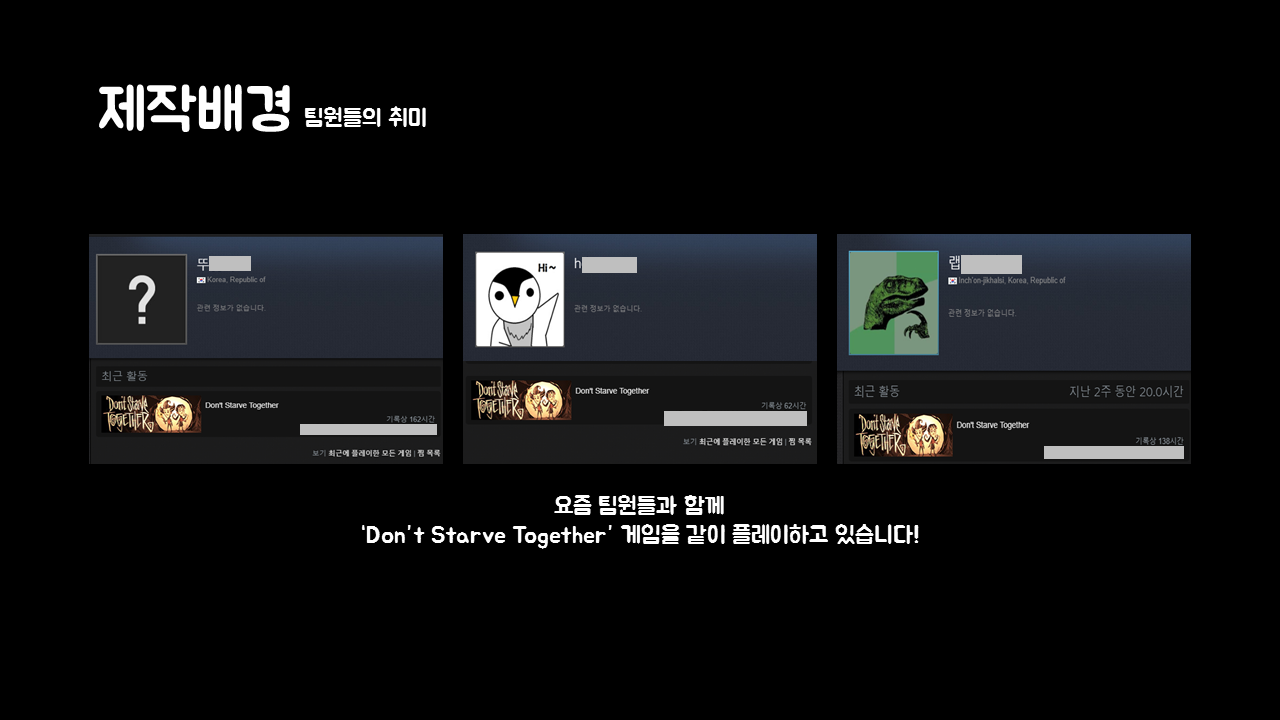 제작배경 팀원들의 취미
뚜
Korea, Republic of
관련 정보가 없습니다.
최근 활동
Don't Starve TOGETHER
Don't Starve Together
기록상 162시간
보기 최근에 플레이한 모든 게임 | 찜 목록
Hi~
h
관련 정보가 없습니다.
Don't Starve TOGETHER
Don't Starve Together
기록상 62시간
보기 최근에 플레이한 모든 게임 | 찜 목록
랩
Inch'on-jikhalsi, Korea, Republic of
관련 정보가 없습니다.
최근 활동 지난 2주 동안 20.0시간
Don't Starve TOGETHER
Don't Starve Together
기록상 138시간
요즘 팀원들과 함께
‘Don't Starve Together’ 게임을 같이 플레이하고 있습니다!